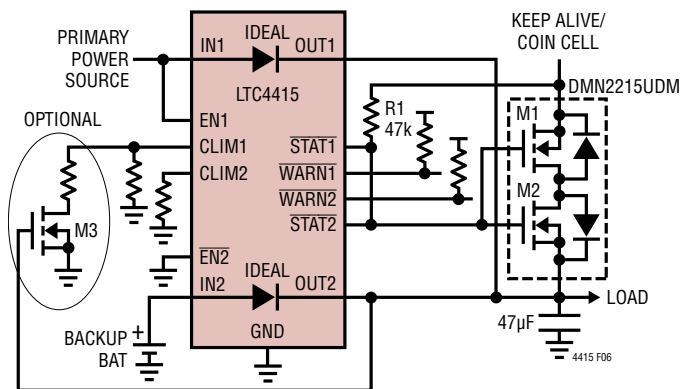 KEEP ALIVE/
COIN CELL
PRIMARY
POWER
SOURCE
IN1
IDEAL
OUT1
DMN2215UDM
LTC4415
OPTIONAL
EN1
R1
47k
M1
CLIM1
STAT1
CLIM2
WARN1
M2
M3
WARN2
STAT2
EN2
IDEAL
IN2
OUT2
LOAD
BACKUP
BAT
+
GND
47µF
4415 F06